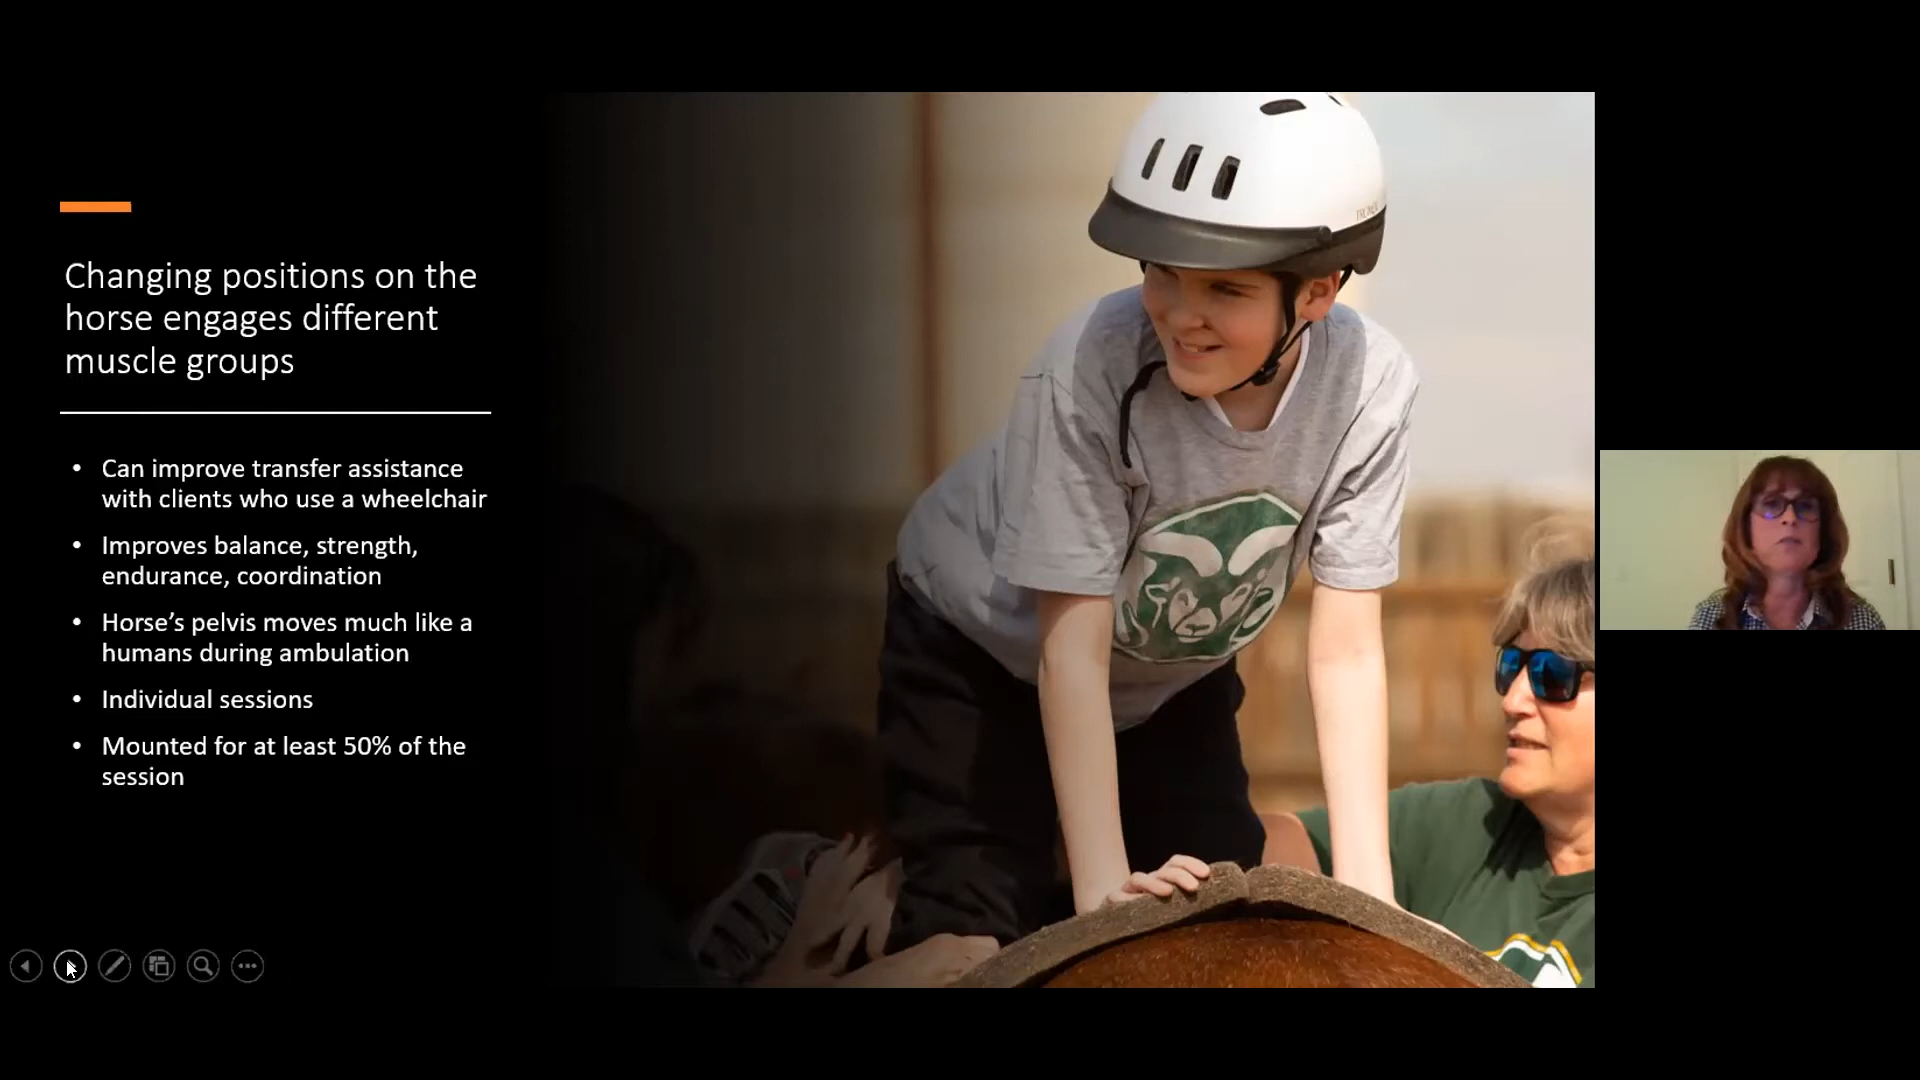 Changing positions on the
horse engages different
muscle groups
• Can improve transfer assistance
with clients who use a wheelchair
• Improves balance, strength,
endurance, coordination
• Horse’s pelvis moves much like a
humans during ambulation
• Individual sessions
• Mounted for at least 50% of the
session